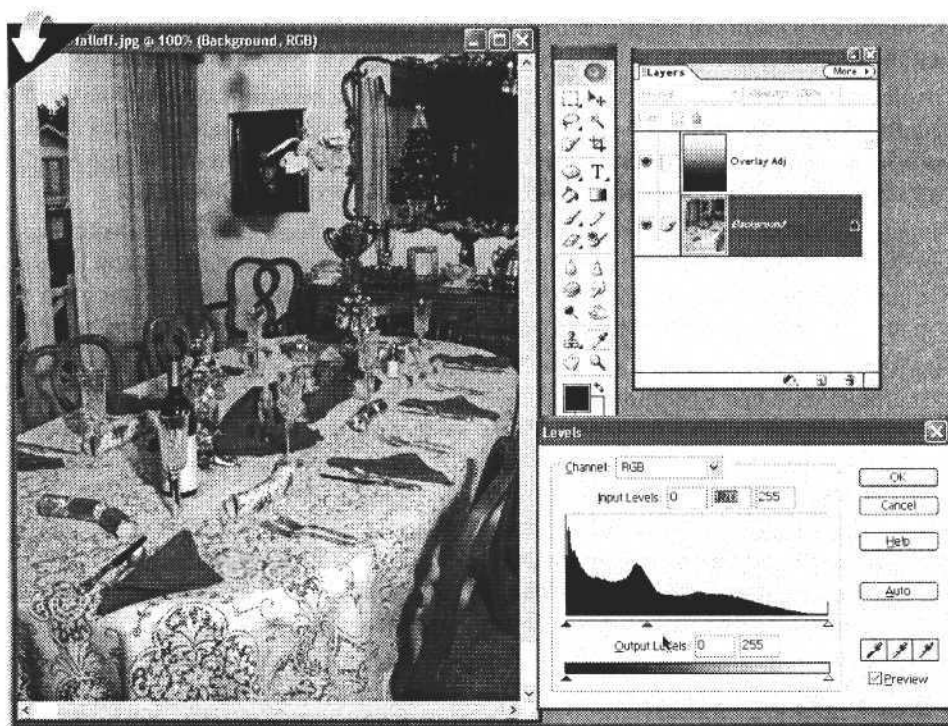 falloff.jpg @ 100% (Background, RGB)
Layers
More
Overlay Adj
Background
T
Levels
Channel: RGB
Input Levels: 0 255
Output Levels: 0 255
OK
Cancel
Help
Auto
Preview